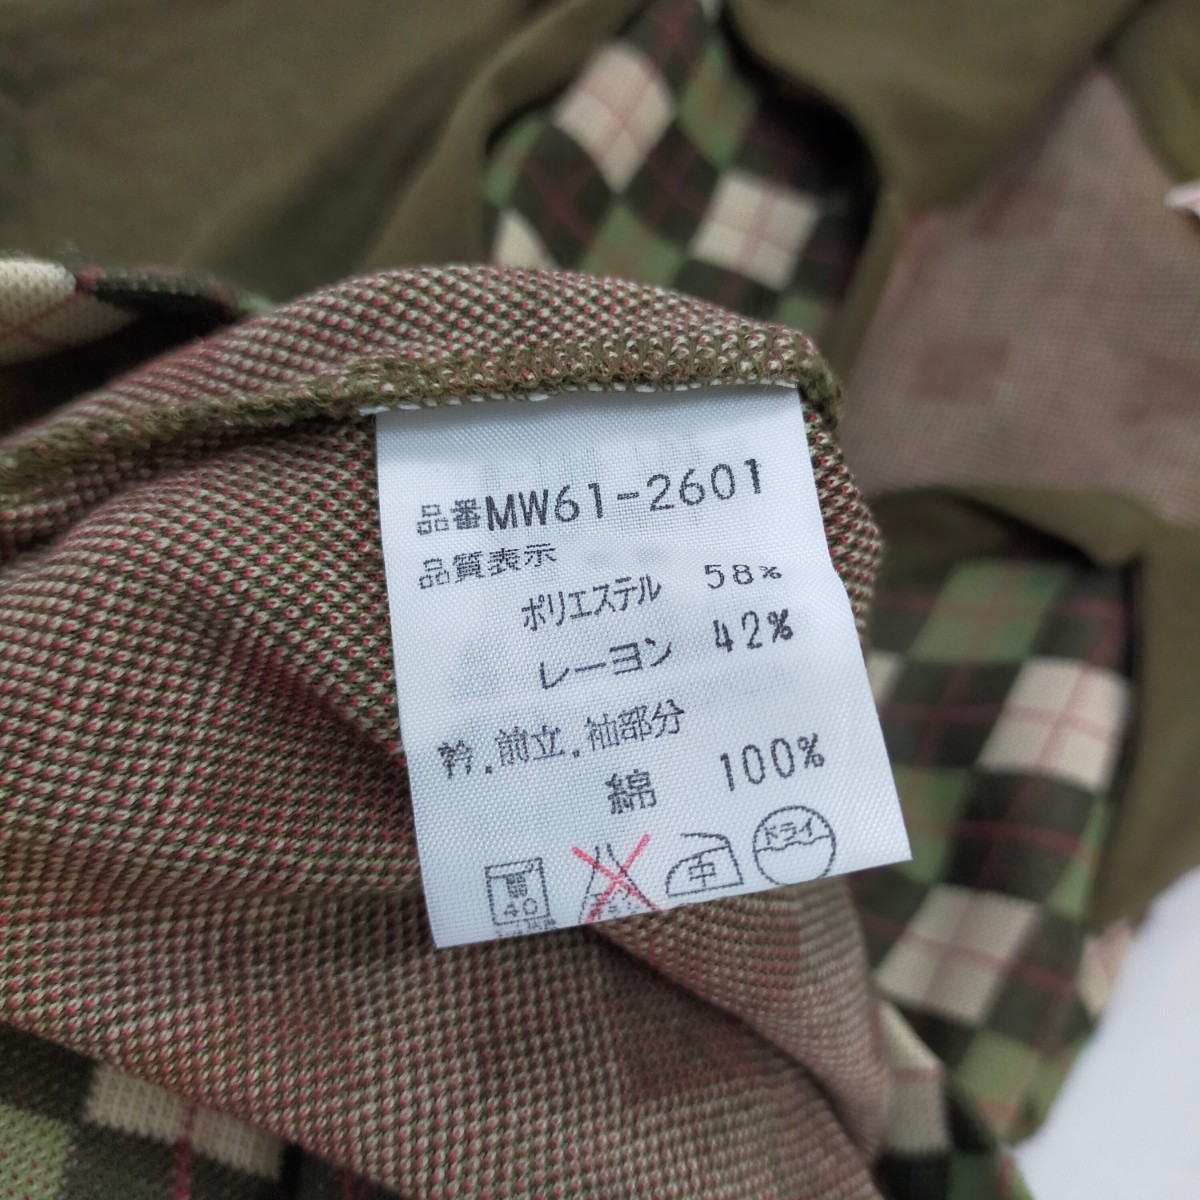 品番MW61-2601
品質表示
ポリエステル 58%
レーヨン 42%
衿.前立.袖部分
綿 100%
40
中
ドライ